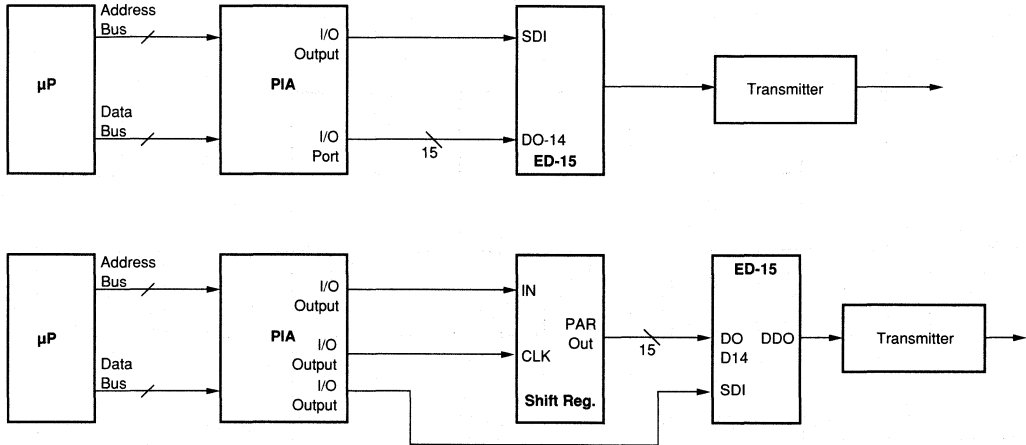 Address
Bus
µP
Data
Bus
I/O
Output
PIA
I/O
Port
15
SDI
DO-14
ED-15
Transmitter
Address
Bus
µP
Data
Bus
I/O
Output
PIA
I/O
Output
I/O
Output
IN
PAR
Out
CLK
Shift Reg.
15
ED-15
DO DDO
D14
SDI
Transmitter